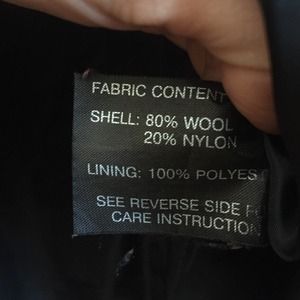 FABRIC CONTENT
SHELL: 80% WOOL
20% NYLON
LINING: 100% POLYES
SEE REVERSE SIDE F
CARE INSTRUCTION